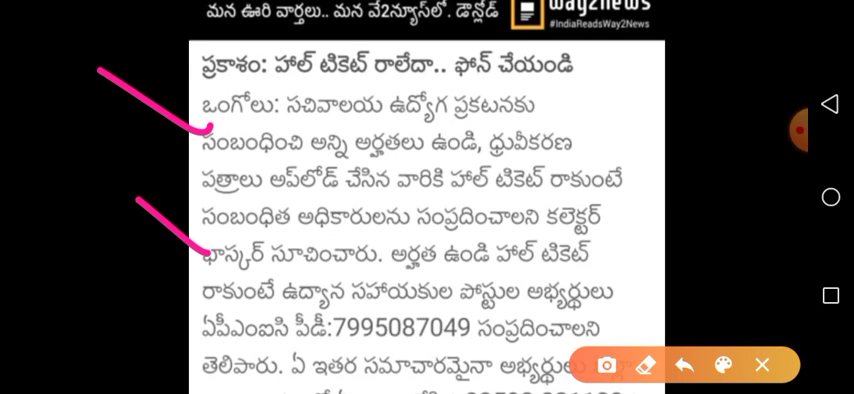 మన ఊరి వార్తలు.. మన వే2న్యూస్‌లో. డౌన్లోడ్
way2news
#IndiaReadsWay2News
ప్రకాశం: హాల్ టికెట్ రాలేదా.. ఫోన్ చేయండి
ఒంగోలు: సచివాలయ ఉద్యోగ ప్రకటనకు
సంబంధించి అన్ని అర్హతలు ఉండి, ధ్రువీకరణ
పత్రాలు అప్‌లోడ్ చేసిన వారికి హాల్ టికెట్ రాకుంటే
సంబంధిత అధికారులను సంప్రదించాలని కలెక్టర్
భాస్కర్ సూచించారు. అర్హత ఉండి హాల్ టికెట్
రాకుంటే ఉద్యాన సహాయకుల పోస్టుల అభ్యర్థులు
ఏపీఎంఐసి పీడీ:7995087049 సంప్రదించాలని
తెలిపారు. ఏ ఇతర సమాచారమైనా అభ్యర్థులు